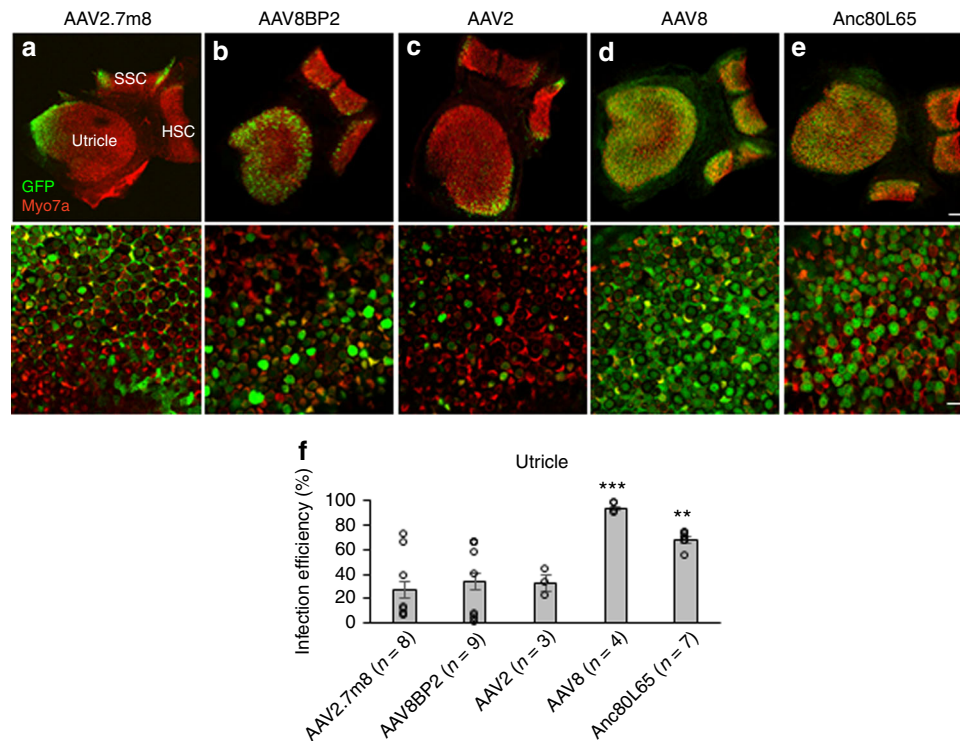 AAV2.7m8 AAV8BP2 AAV2 AAV8 Anc80L65
a b c d e
SSC
HSC
Utricle
GFP
Myo7a
f
Utricle
Infection efficiency (%)
***
**
100
80
60
40
20
0
AAV2.7m8 (n = 8)
AAV8BP2 (n = 9)
AAV2 (n = 3)
AAV8 (n = 4)
Anc80L65 (n = 7)